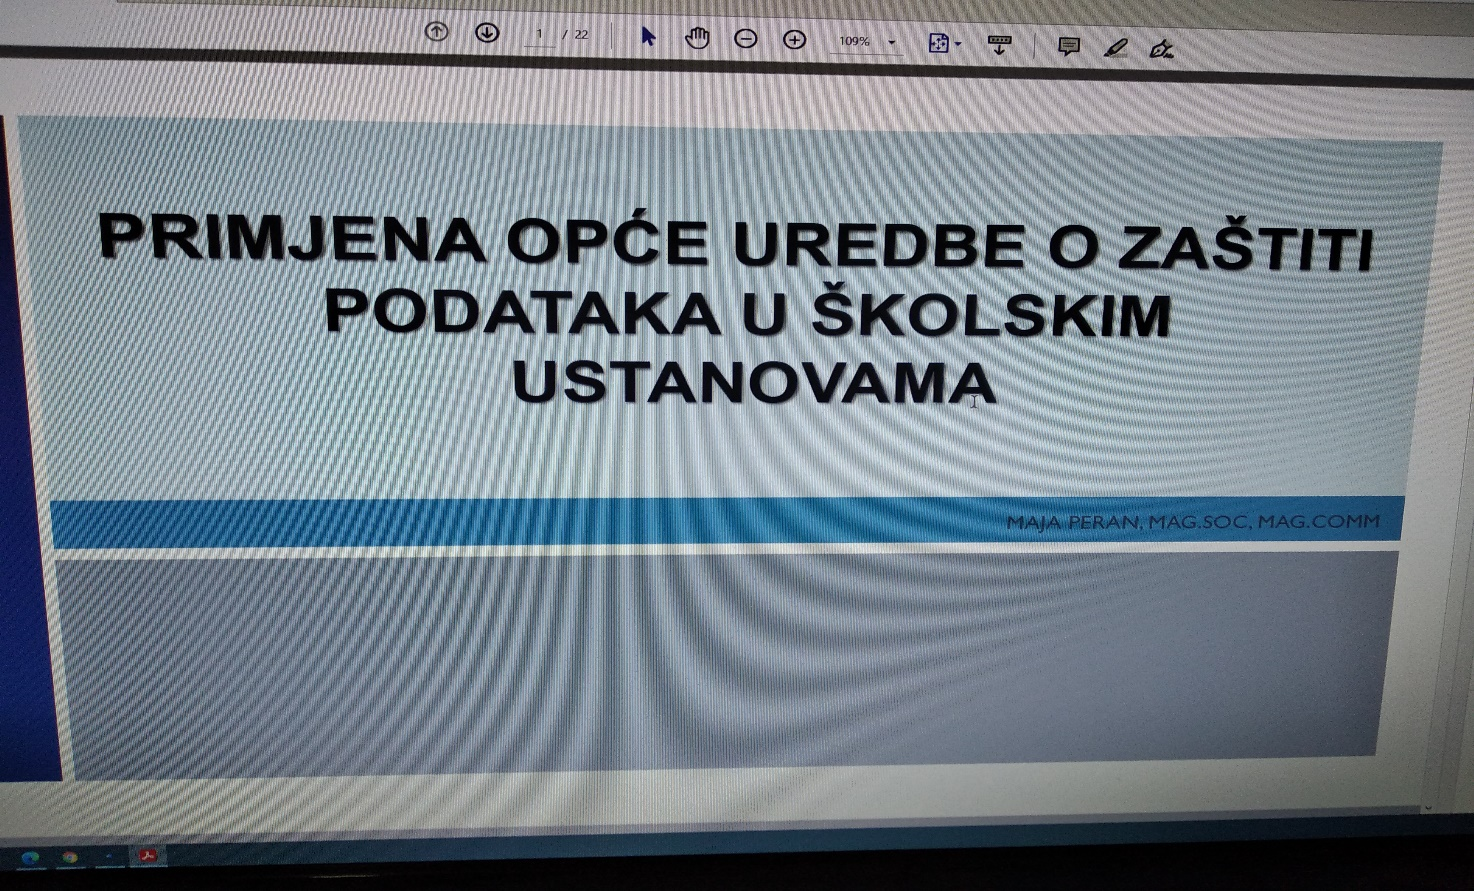 1 / 22 109%
PRIMJENA OPĆE UREDBE O ZAŠTITI
PODATAKA U ŠKOLSKIM
USTANOVAMA
MAJA PERAN, MAG.SOC, MAG.COMM